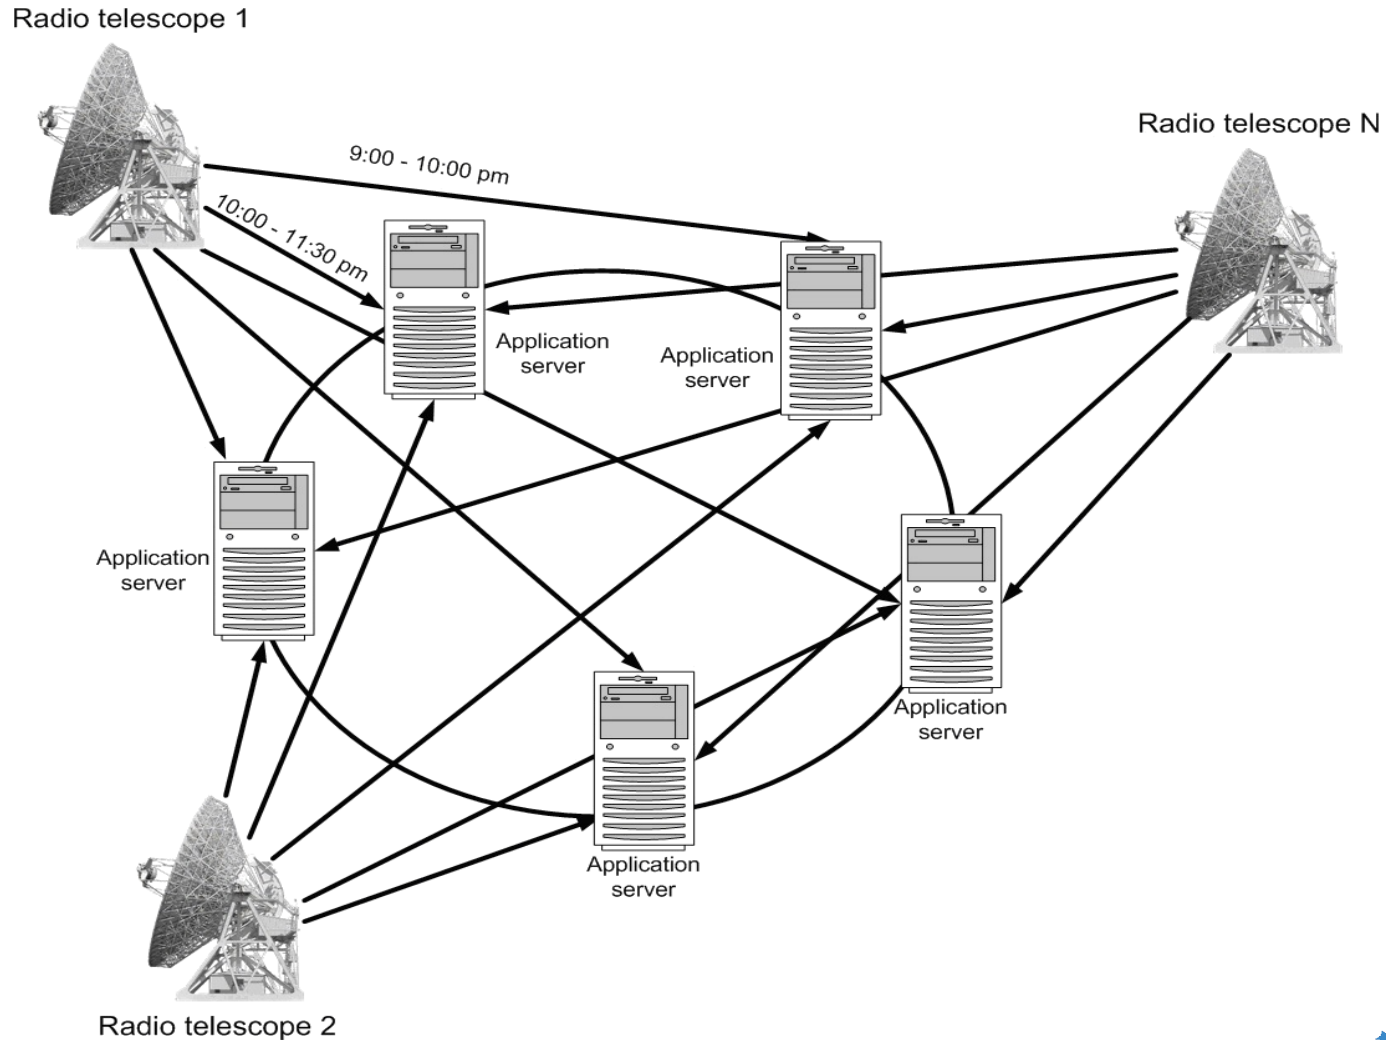 Radio telescope 1
Radio telescope N
9:00 - 10:00 pm
10:00 - 11:30 pm
Application
server
Application
server
Application
server
Application
server
Application
server
Radio telescope 2